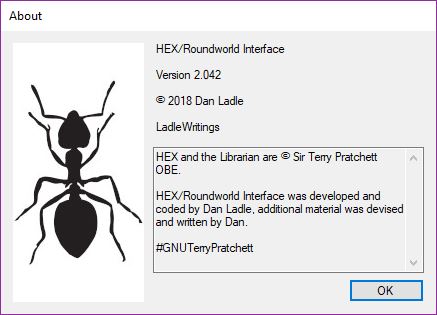 About
HEX/Roundworld Interface
Version 2.042
© 2018 Dan Ladle
LadleWritings
HEX and the Librarian are © Sir Terry Pratchett
OBE.
HEX/Roundworld Interface was developed and
coded by Dan Ladle, additional material was devised
and written by Dan.
#GNUTerryPratchett
OK